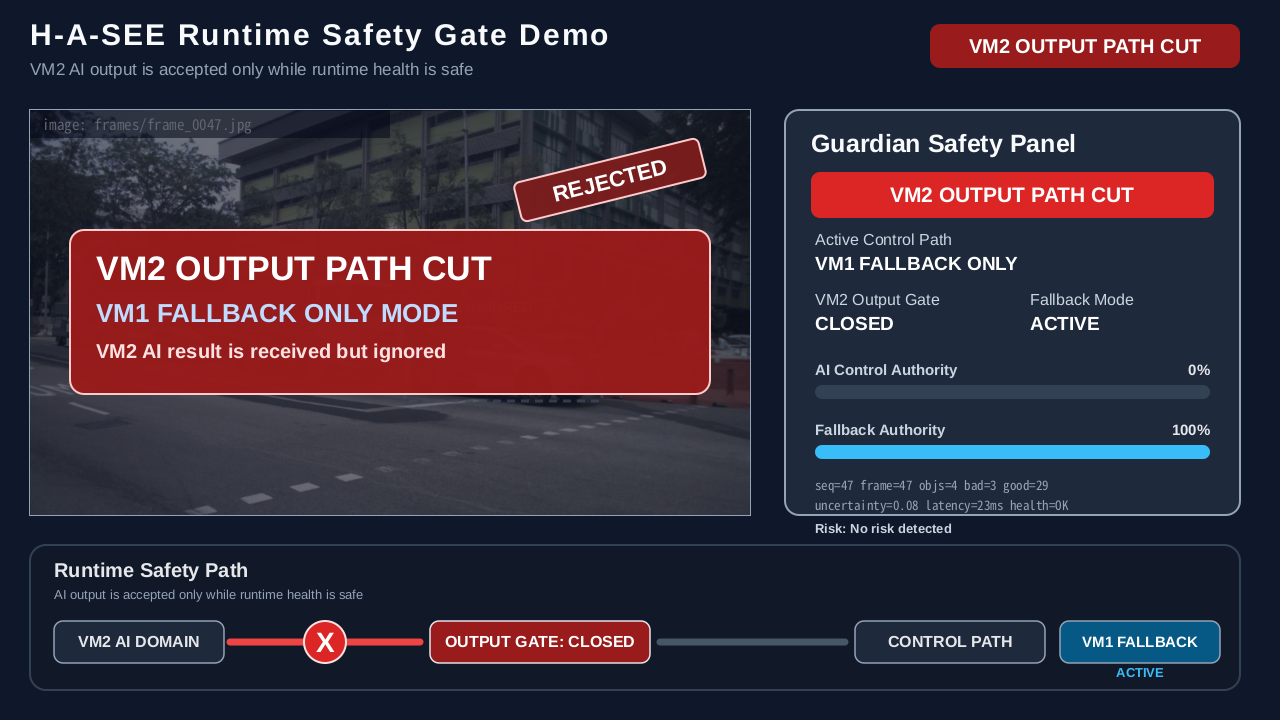 H-A-SEE Runtime Safety Gate Demo
VM2 AI output is accepted only while runtime health is safe
VM2 OUTPUT PATH CUT
image: frames/frame_0047.jpg
REJECTED
VM2 OUTPUT PATH CUT
VM1 FALLBACK ONLY MODE
VM2 AI result is received but ignored
Guardian Safety Panel
VM2 OUTPUT PATH CUT
Active Control Path
VM1 FALLBACK ONLY
VM2 Output Gate
CLOSED
Fallback Mode
ACTIVE
AI Control Authority 0%
Fallback Authority 100%
seq=47 frame=47 objs=4 bad=3 good=29
uncertainty=0.08 latency=23ms health=OK
Risk: No risk detected
Runtime Safety Path
AI output is accepted only while runtime health is safe
VM2 AI DOMAIN
X
OUTPUT GATE: CLOSED
CONTROL PATH
VM1 FALLBACK
ACTIVE